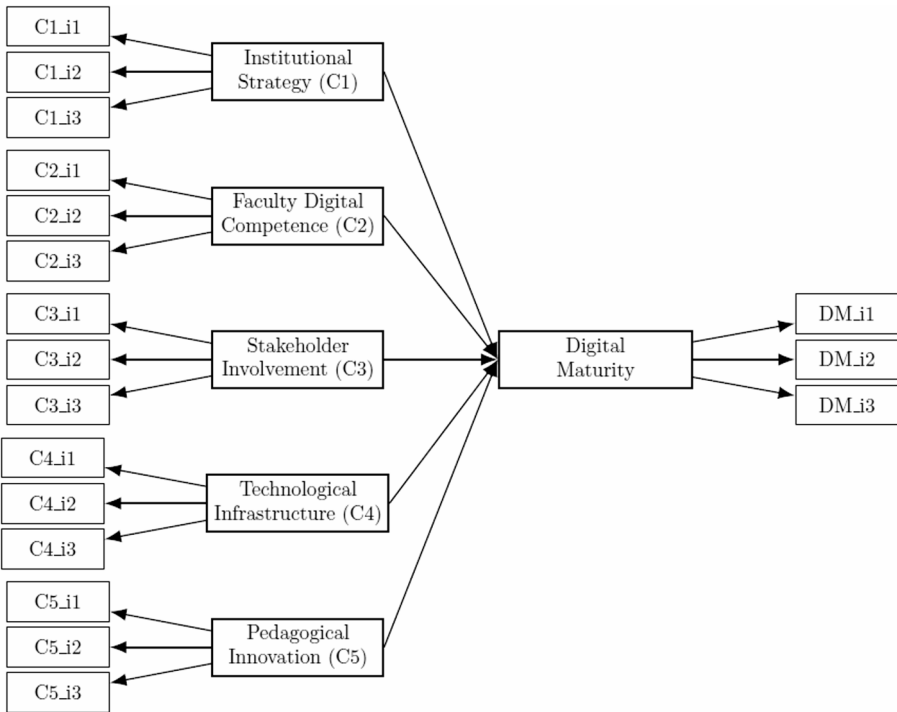 C1_i1
C1_i2
C1_i3
Institutional
Strategy (C1)
C2_i1
C2_i2
C2_i3
Faculty Digital
Competence (C2)
C3_i1
C3_i2
C3_i3
Stakeholder
Involvement (C3)
Digital
Maturity
DM_i1
DM_i2
DM_i3
C4_i1
C4_i2
C4_i3
Technological
Infrastructure (C4)
C5_i1
C5_i2
C5_i3
Pedagogical
Innovation (C5)